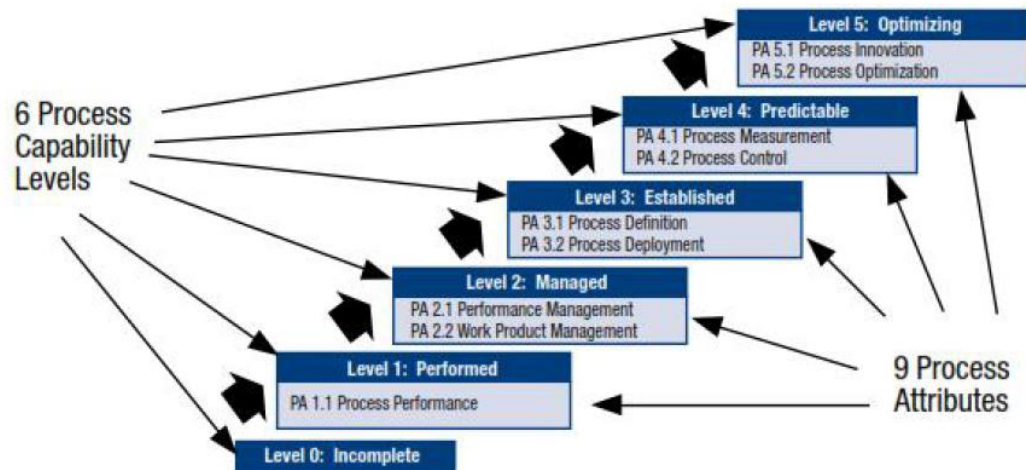 Level 5: Optimizing
PA 5.1 Process Innovation
PA 5.2 Process Optimization
6 Process
Capability
Levels
Level 4: Predictable
PA 4.1 Process Measurement
PA 4.2 Process Control
Level 3: Established
PA 3.1 Process Definition
PA 3.2 Process Deployment
Level 2: Managed
PA 2.1 Performance Management
PA 2.2 Work Product Management
Level 1: Performed
PA 1.1 Process Performance
9 Process
Attributes
Level 0: Incomplete